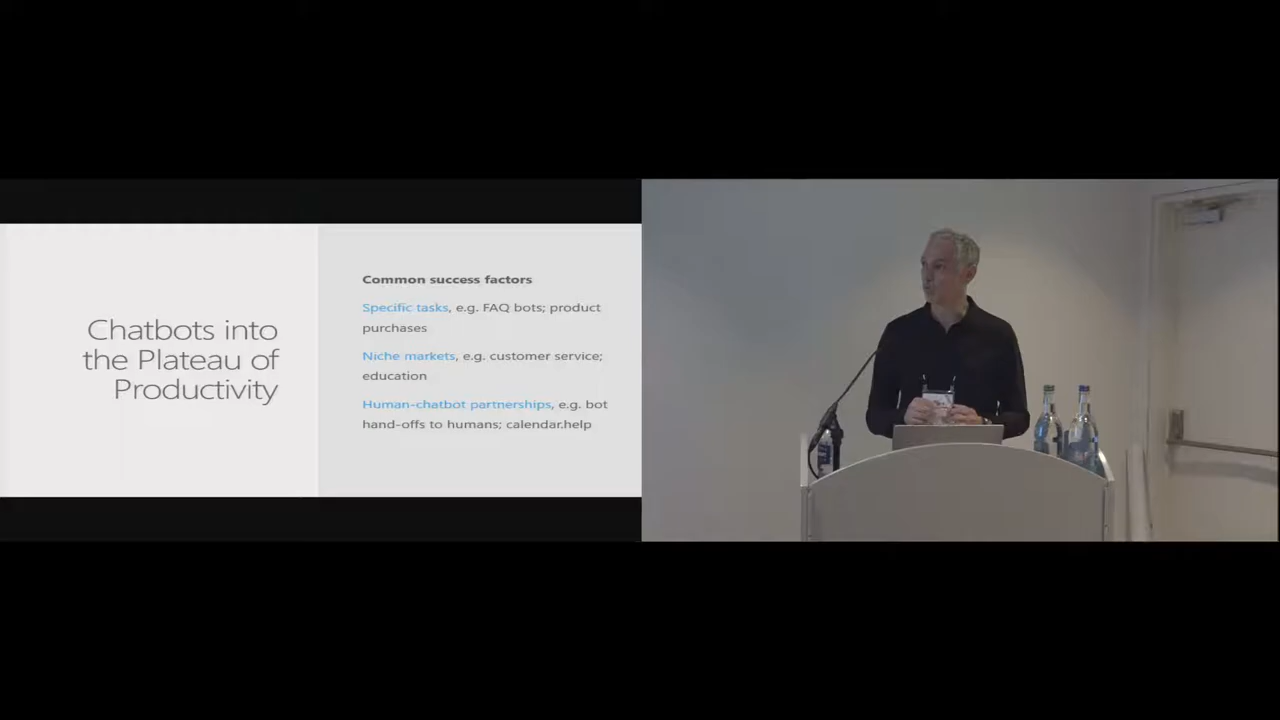 Chatbots into
the Plateau of
Productivity
Common success factors
Specific tasks, e.g. FAQ bots; product
purchases
Niche markets, e.g. customer service;
education
Human-chatbot partnerships, e.g. bot
hand-offs to humans; calendar.help